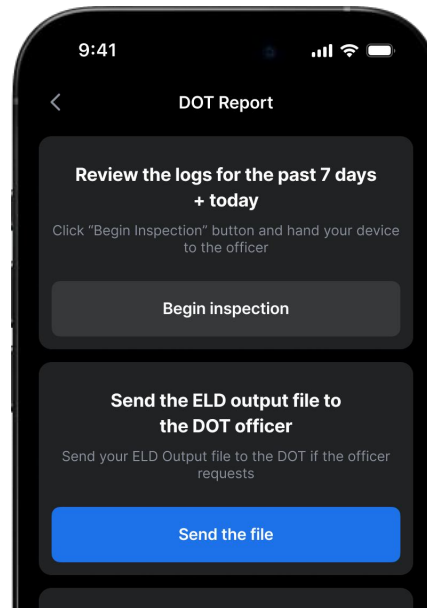 9:41
DOT Report
Review the logs for the past 7 days
+ today
Click “Begin Inspection” button and hand your device
to the officer
Begin inspection
Send the ELD output file to
the DOT officer
Send your ELD Output file to the DOT if the officer
requests
Send the file